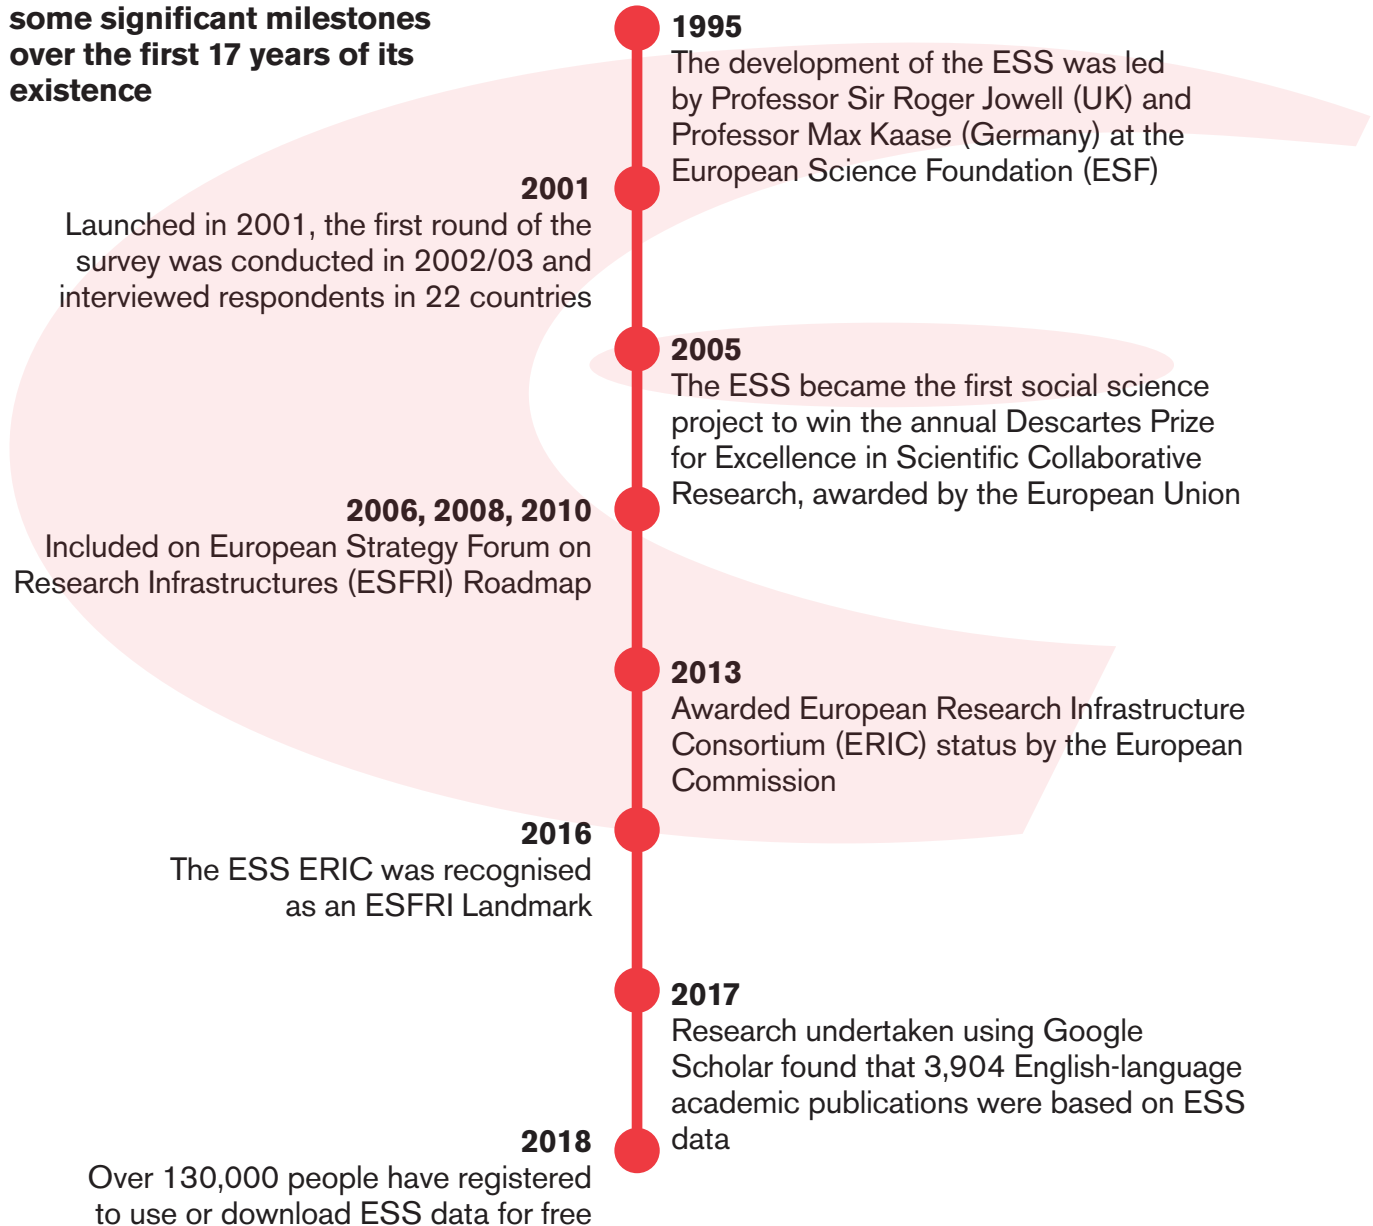 some significant milestones
over the first 17 years of its
existence
1995
The development of the ESS was led
by Professor Sir Roger Jowell (UK) and
Professor Max Kaase (Germany) at the
European Science Foundation (ESF)
2001
Launched in 2001, the first round of the
survey was conducted in 2002/03 and
interviewed respondents in 22 countries
2005
The ESS became the first social science
project to win the annual Descartes Prize
for Excellence in Scientific Collaborative
Research, awarded by the European Union
2006, 2008, 2010
Included on European Strategy Forum on
Research Infrastructures (ESFRI) Roadmap
2013
Awarded European Research Infrastructure
Consortium (ERIC) status by the European
Commission
2016
The ESS ERIC was recognised
as an ESFRI Landmark
2017
Research undertaken using Google
Scholar found that 3,904 English-language
academic publications were based on ESS
data
2018
Over 130,000 people have registered
to use or download ESS data for free